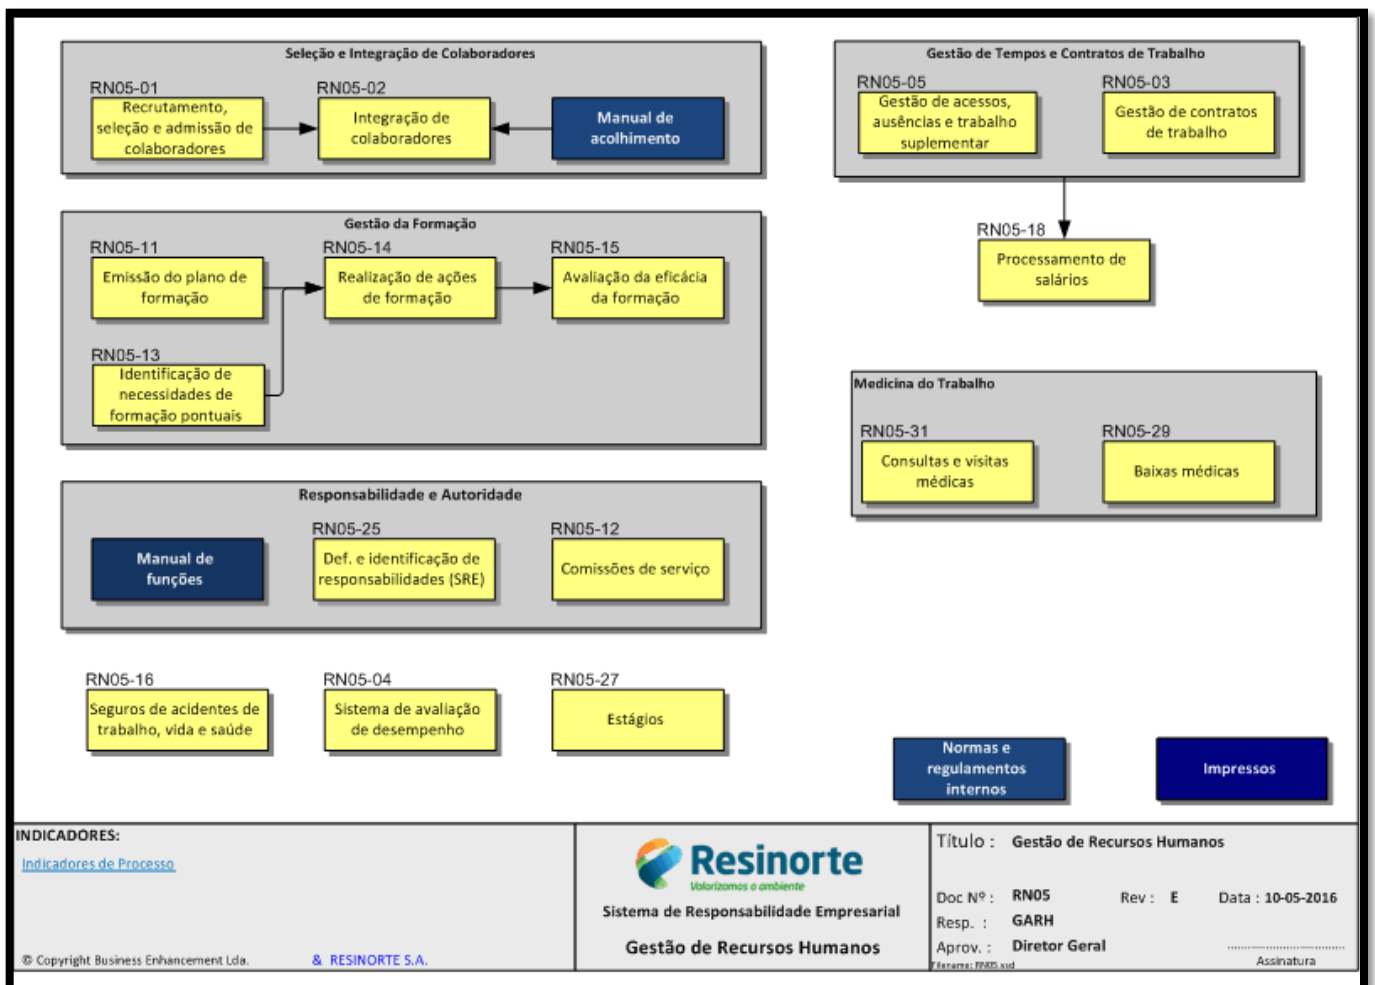 Seleção e Integração de Colaboradores
RN05-01
Recrutamento,
seleção e admissão de
colaboradores
RN05-02
Integração de
colaboradores
Manual de
acolhimento
Gestão de Tempos e Contratos de Trabalho
RN05-05
Gestão de acessos,
ausências e trabalho
suplementar
RN05-03
Gestão de contratos
de trabalho
RN05-18
Processamento de
salários
Gestão da Formação
RN05-11
Emissão do plano de
formação
RN05-14
Realização de ações
de formação
RN05-15
Avaliação da eficácia
da formação
RN05-13
Identificação de
necessidades de
formação pontuais
Medicina do Trabalho
RN05-31
Consultas e visitas
médicas
RN05-29
Baixas médicas
Responsabilidade e Autoridade
Manual de
funções
RN05-25
Def. e identificação de
responsabilidades (SRE)
RN05-12
Comissões de serviço
RN05-16
Seguros de acidentes de
trabalho, vida e saúde
RN05-04
Sistema de avaliação
de desempenho
RN05-27
Estágios
Normas e
regulamentos
internos
Impressos
INDICADORES:
Indicadores de Processo
© Copyright Business Enhancement Lda. & RESINORTE S.A.
Resinorte
Valorizamos o ambiente
Sistema de Responsabilidade Empresarial
Gestão de Recursos Humanos
Título : Gestão de Recursos Humanos
Doc Nº : RN05 Rev : E Data : 10-05-2016
Resp. : GARH
Aprov. : Diretor Geral
Filename: RN05.vsd
Assinatura